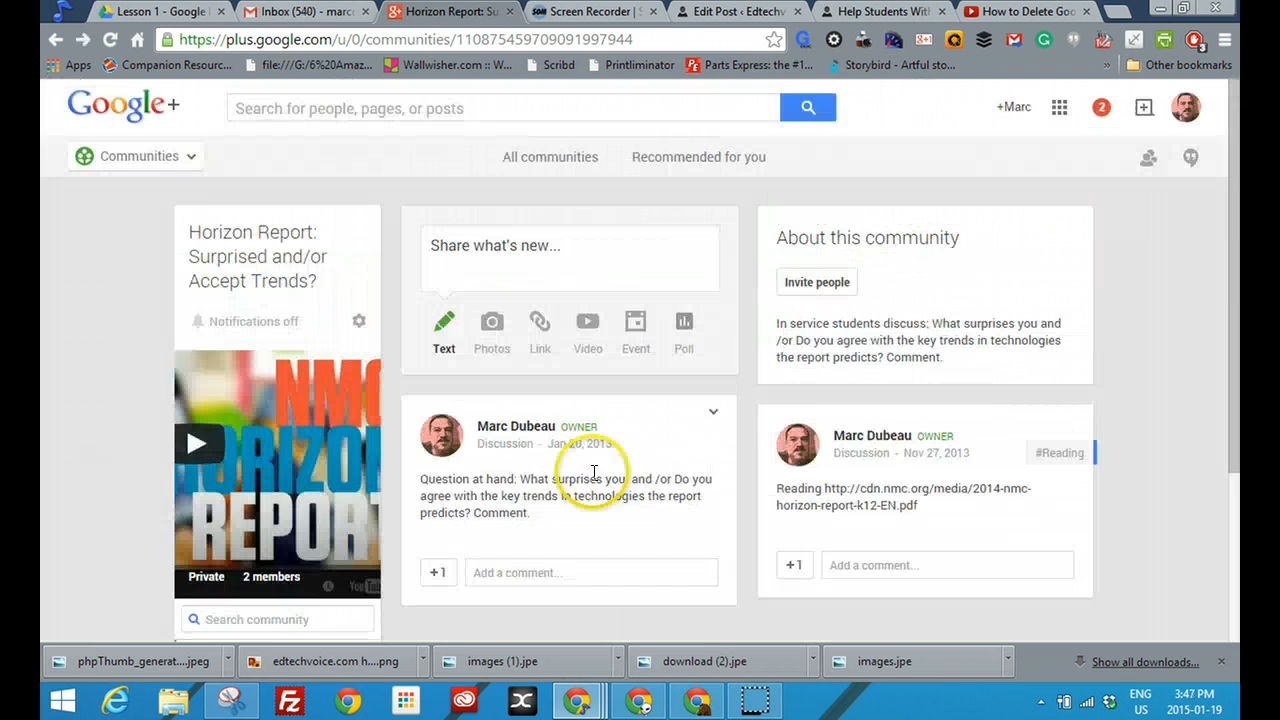 Lesson 1 - Google
Inbox (540) - marc
Horizon Report: S
Screen Recorder | S
Edit Post ‹ Edtechv
Help Students Wit
How to Delete Goo
https://plus.google.com/u/0/communities/110875459709091997944
3
Apps
Companion Resourc...
file:///G:/6%20Amaz...
Wallwisher.com :: W...
Scribd
Printliminator
Parts Express: the #1...
Storybird - Artful sto...
»
Other bookmarks
Google+
Search for people, pages, or posts
+Marc
2
Communities
All communities
Recommended for you
Horizon Report:
Surprised and/or
Accept Trends?
Notifications off
NMC
HORIZON
REPORT
Private
2 members
YouTu
Search community
Share what's new...
Text
Photos
Link
Video
Event
Poll
Marc Dubeau OWNER
Discussion - Jan 20, 2013
Question at hand: What surprises you and /or Do you
agree with the key trends in technologies the report
predicts? Comment.
+1
Add a comment...
About this community
Invite people
In service students discuss: What surprises you and
/or Do you agree with the key trends in technologies
the report predicts? Comment.
Marc Dubeau OWNER
Discussion - Nov 27, 2013
#Reading
Reading http://cdn.nmc.org/media/2014-nmc-
horizon-report-k12-EN.pdf
+1
Add a comment...
phpThumb_generat....jpeg
edtechvoice.com h....png
images (1).jpe
download (2).jpe
images.jpe
Show all downloads...
ENG
US
3:47 PM
2015-01-19